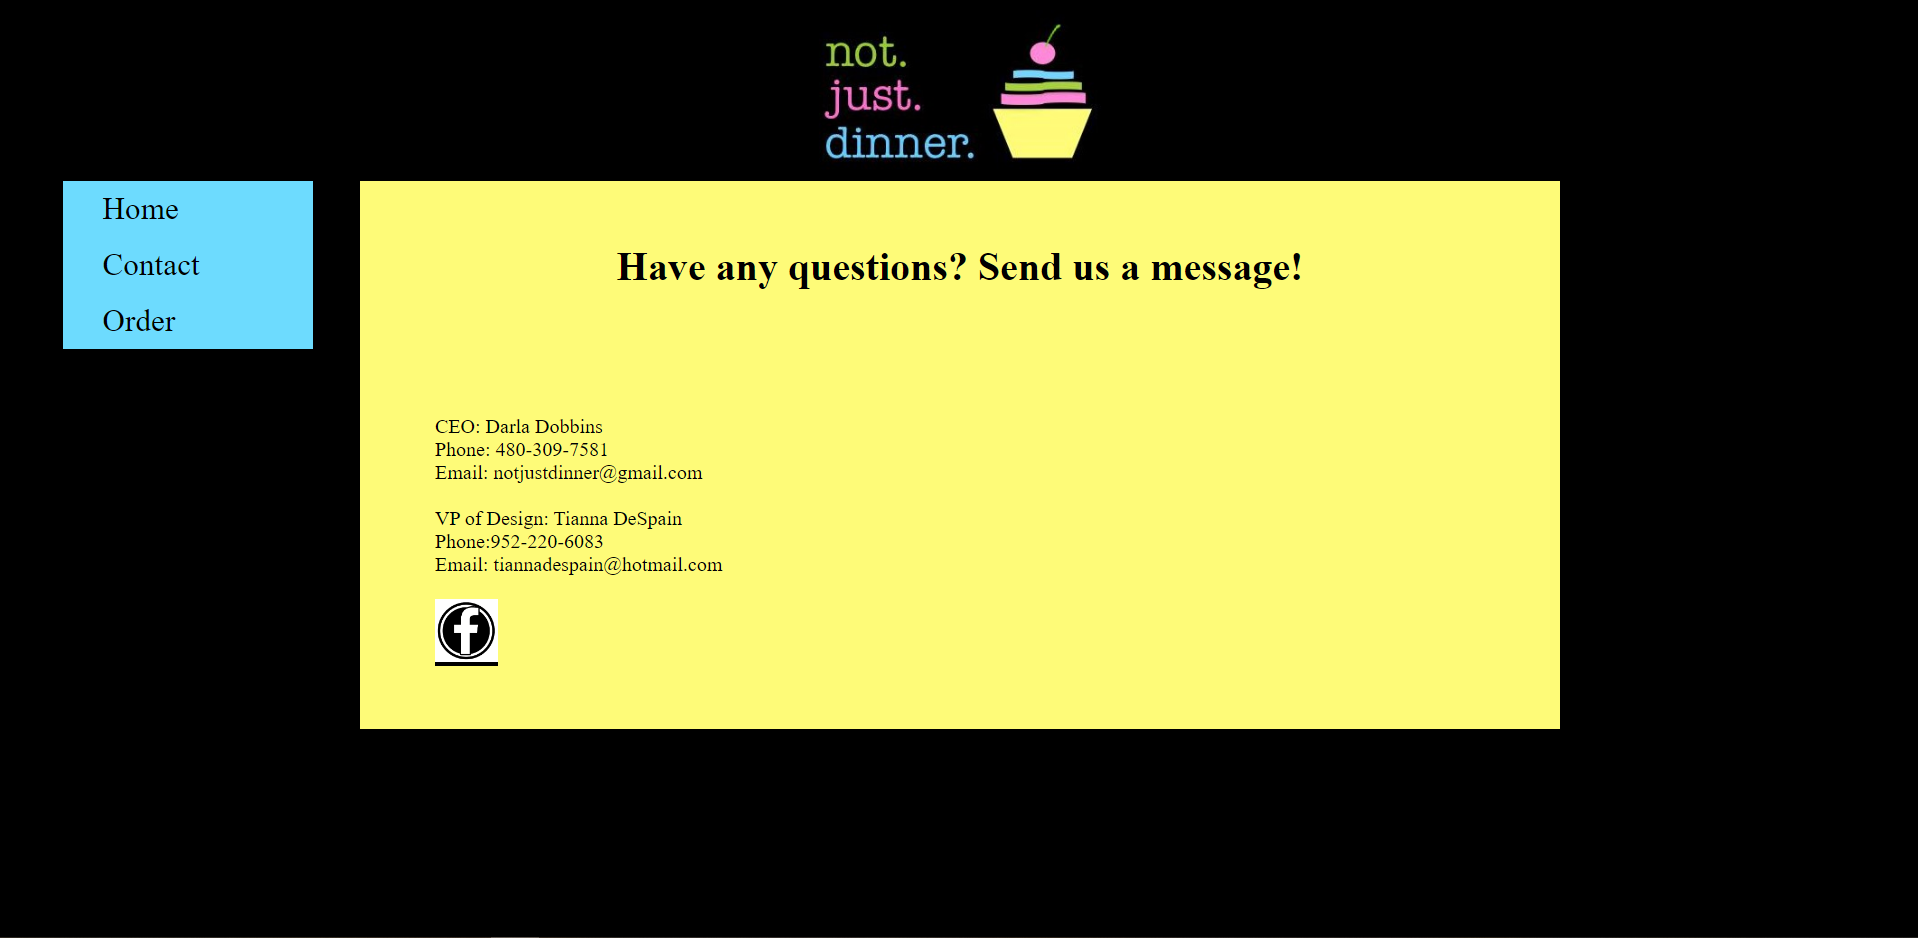 not.
just.
dinner.
Home
Contact
Order
Have any questions? Send us a message!
CEO: Darla Dobbins
Phone: 480-309-7581
Email: notjustdinner@gmail.com
VP of Design: Tianna DeSpain
Phone:952-220-6083
Email: tiannadespain@hotmail.com
f